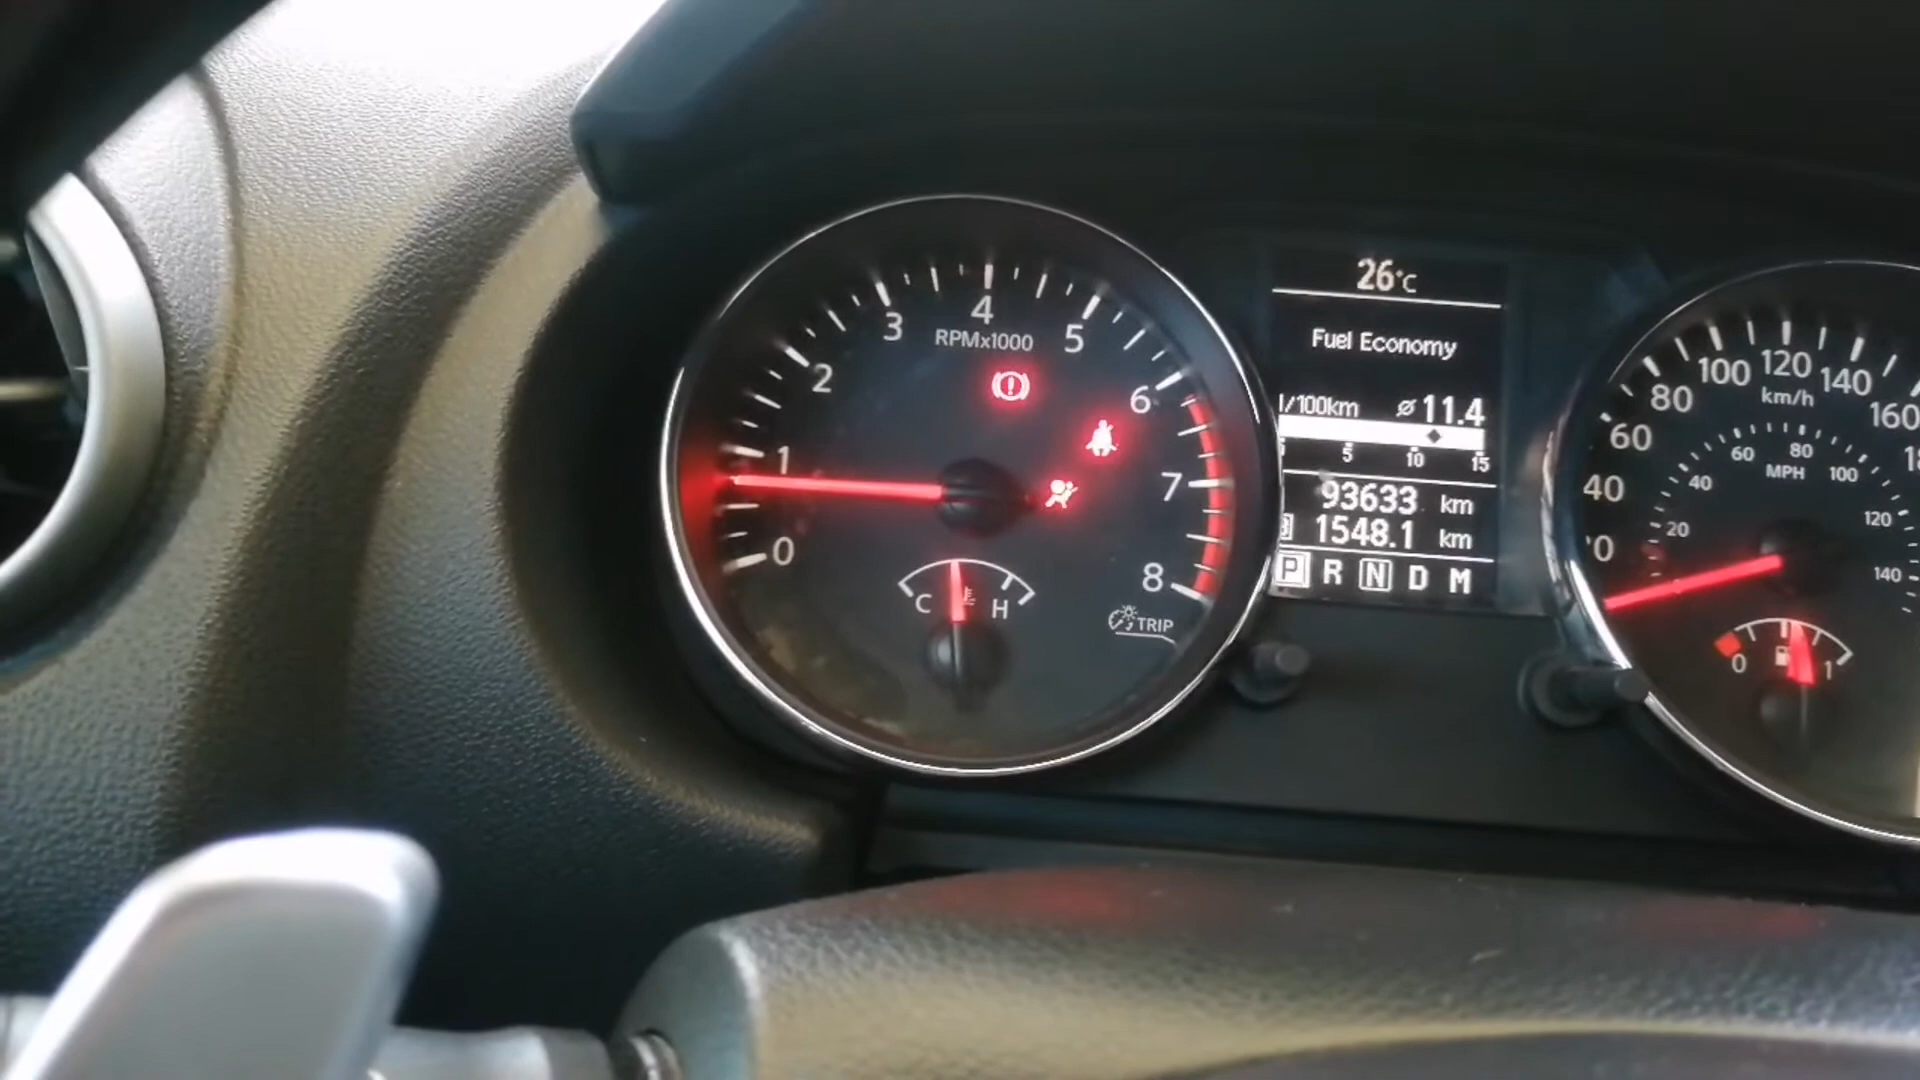 0
1
2
3
4
5
6
7
8
RPMx1000
C H
TRIP
26°C
Fuel Economy
l/100km ⌀11.4
5 10 15
93633 km
1548.1 km
P R N D M
40
60
80
100
120
140
160
km/h
20
40
60
80
100
120
140
MPH
0 1